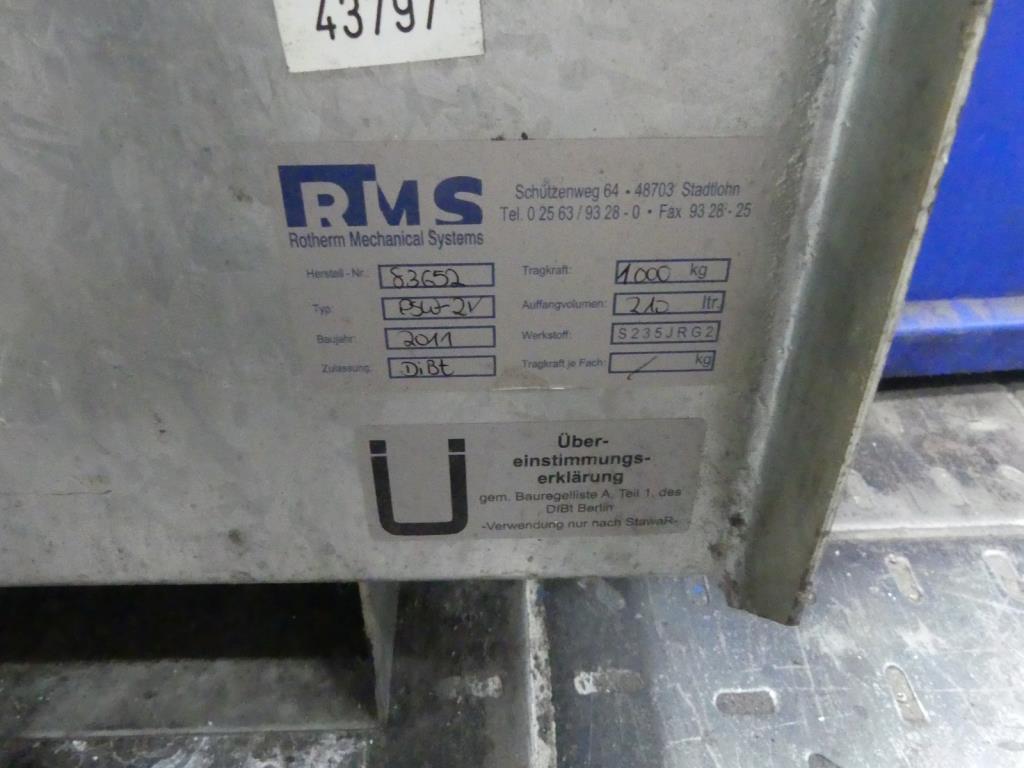 43797
RMS
Rotherm Mechanical Systems
Schützenweg 64 • 48703 Stadtlohn
Tel. 0 25 63 / 93 28 - 0 • Fax 93 28 - 25
Herstell - Nr.: 83652
Typ: PSW-2V
Baujahr: 2011
Zulassung: DiBt
Tragkraft: 1000 kg
Auffangvolumen: 210 ltr.
Werkstoff: S235JRG2
Tragkraft je Fach: / kg
Ü
Über-
einstimmungs-
erklärung
gem. Bauregelliste A, Teil 1, des
DIBt Berlin
-Verwendung nur nach StawaR-